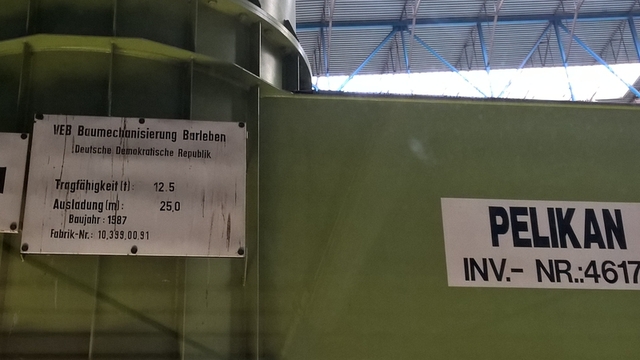 VEB Baumechanisierung Barleben
Deutsche Demokratische Republik
Tragfähigkeit (t): 12.5
Ausladung (m): 25,0
Baujahr: 1987
Fabrik-Nr.: 10,399,00,91
PELIKAN
INV.- NR.:4617